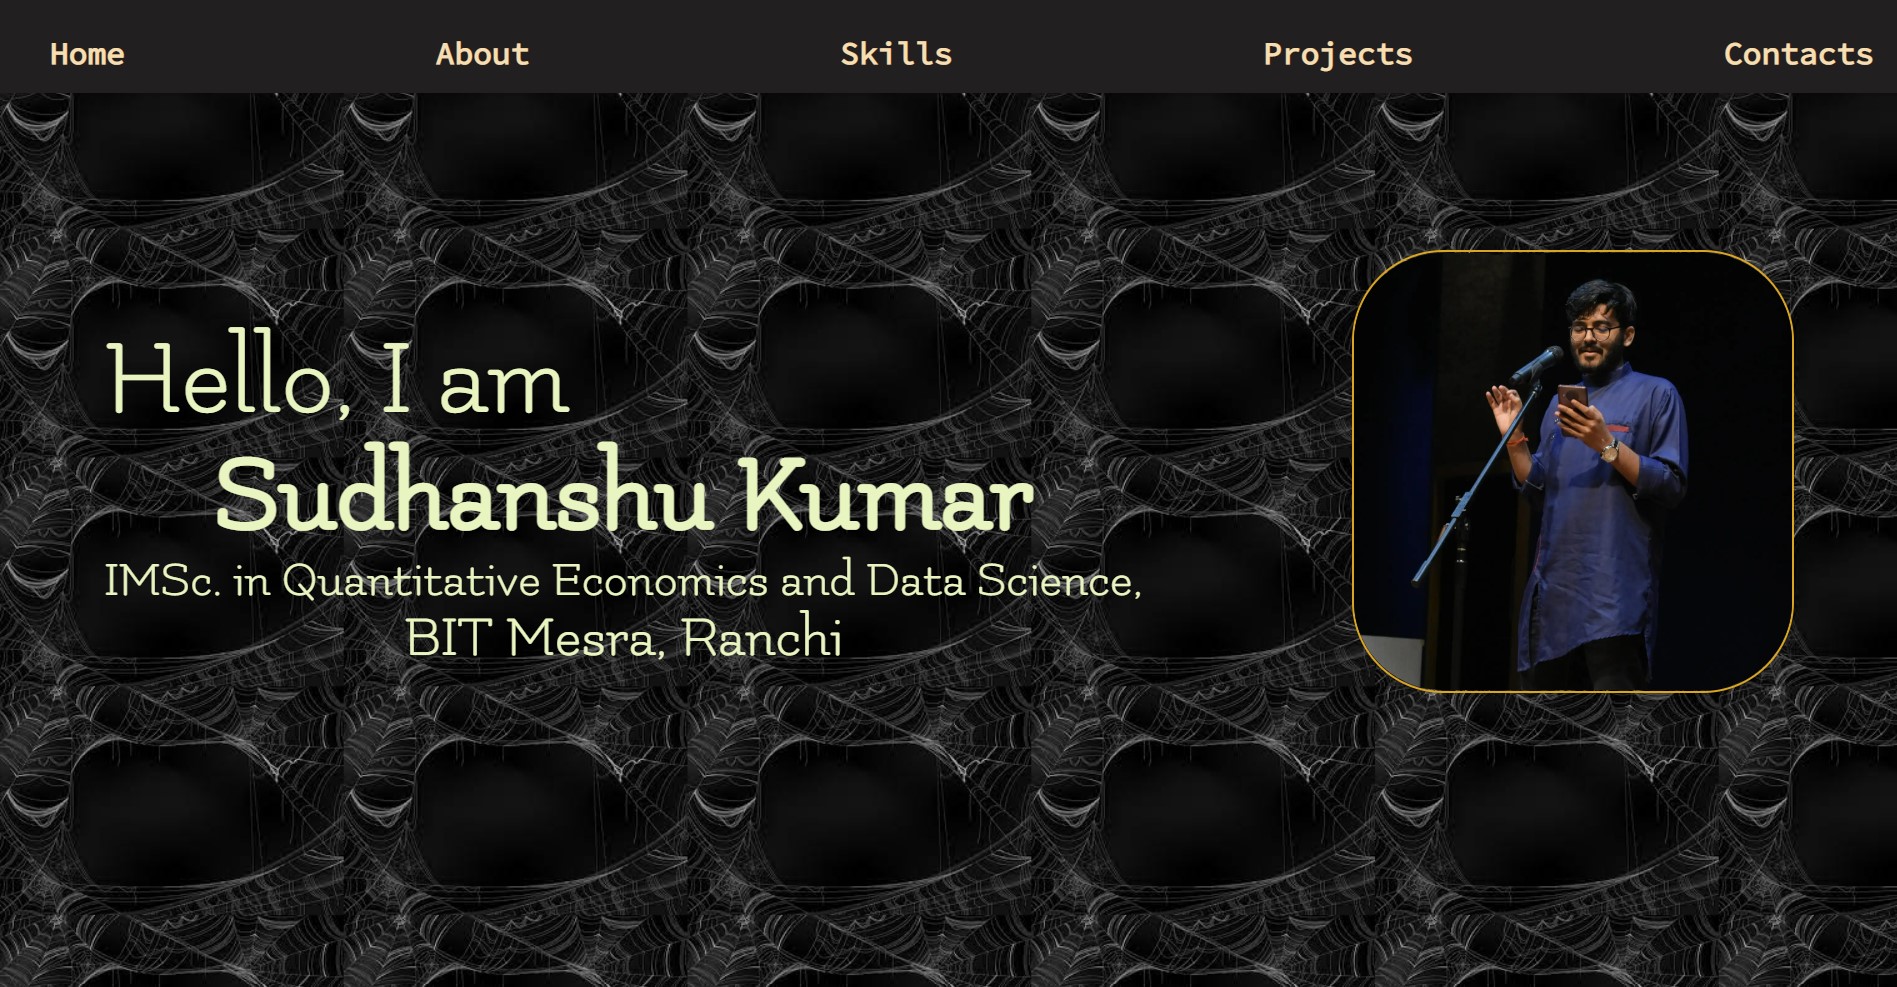 Home About Skills Projects Contacts
Hello, I am
Sudhanshu Kumar
IMSc. in Quantitative Economics and Data Science,
BIT Mesra, Ranchi